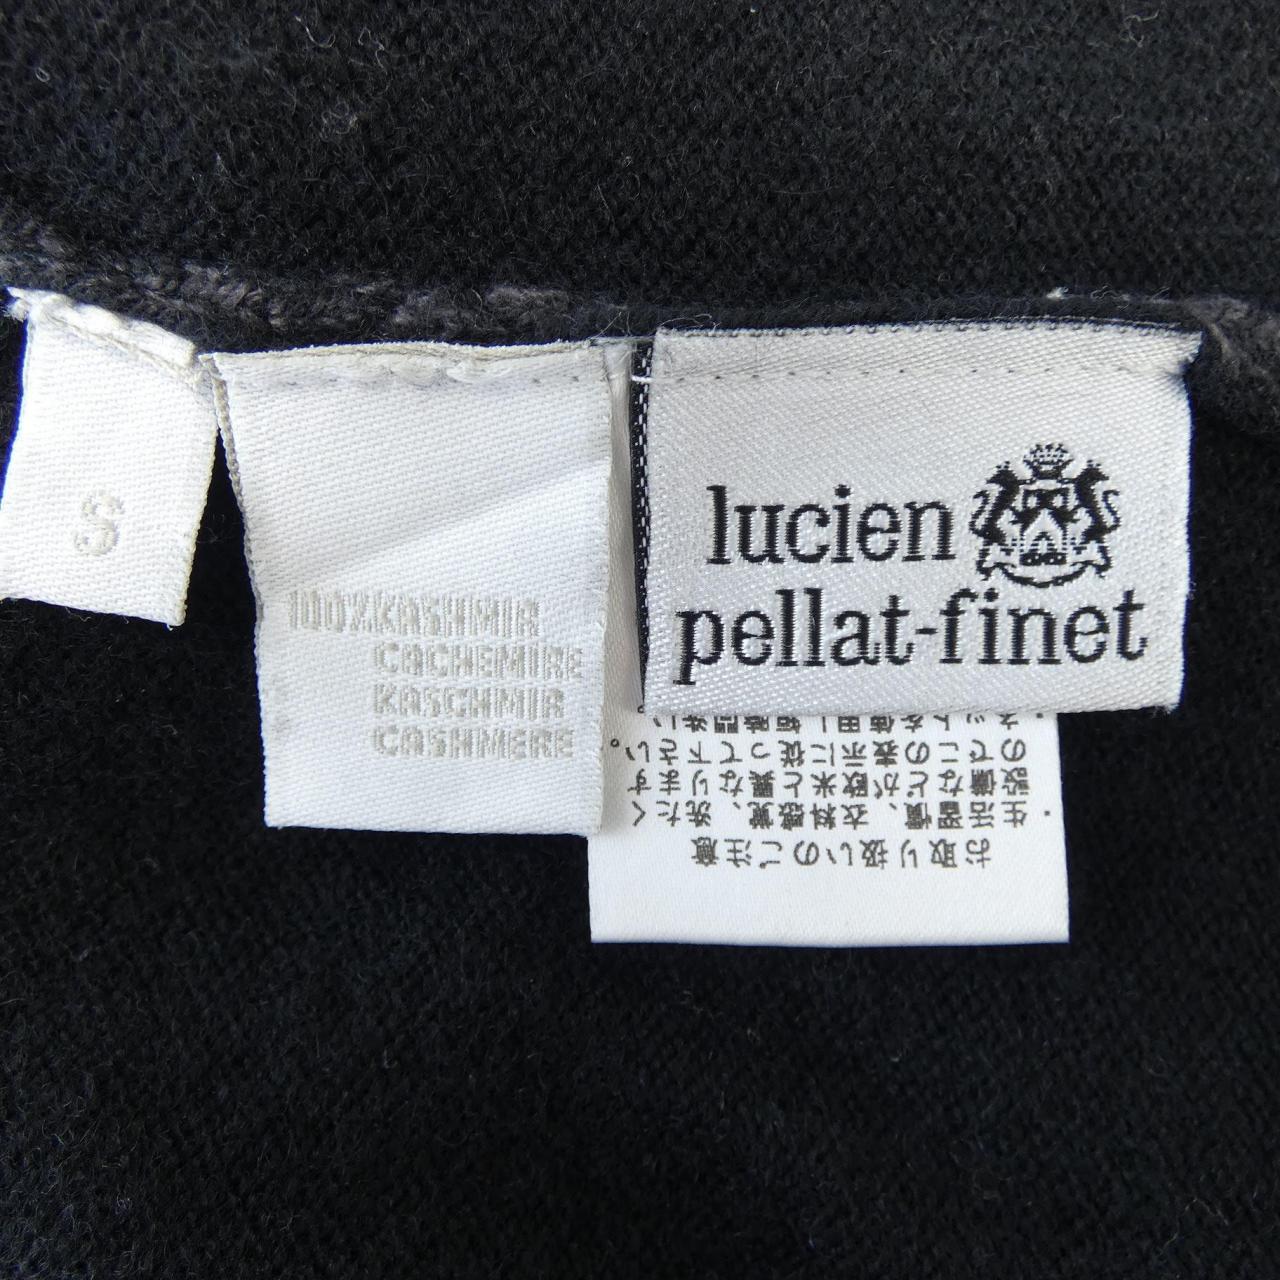 S
100%KASHMIR
CACHEMIRE
KASCHMIR
CASHMERE
lucien
pellat-finet
お取り扱いのご注意
・生活習慣、衣料感覚、洗たく
設備などが欧米と異なります
のでこの表示に従って下さい。